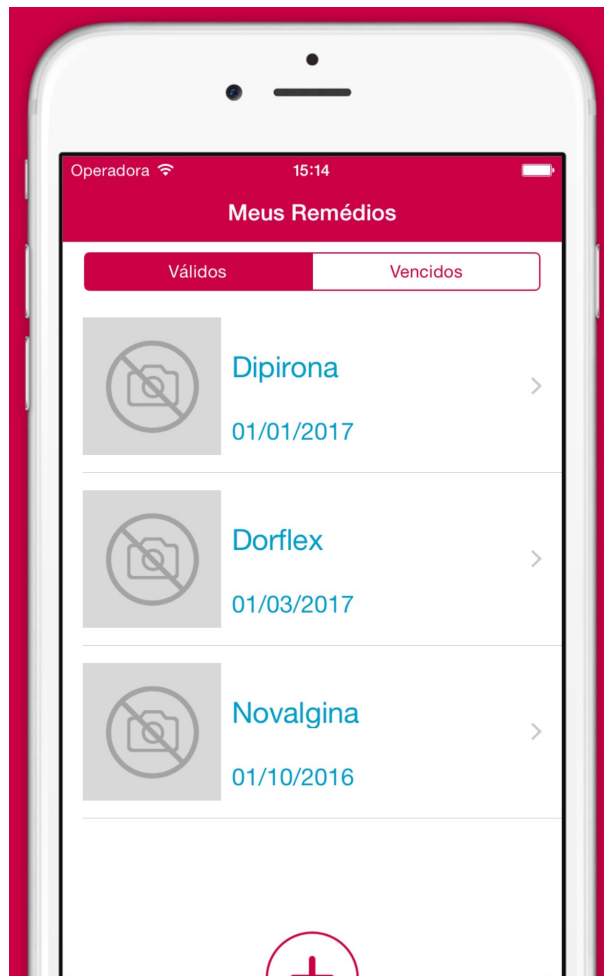 Operadora 15:14
Meus Remédios
Válidos Vencidos
Dipirona
01/01/2017
Dorflex
01/03/2017
Novalgina
01/10/2016